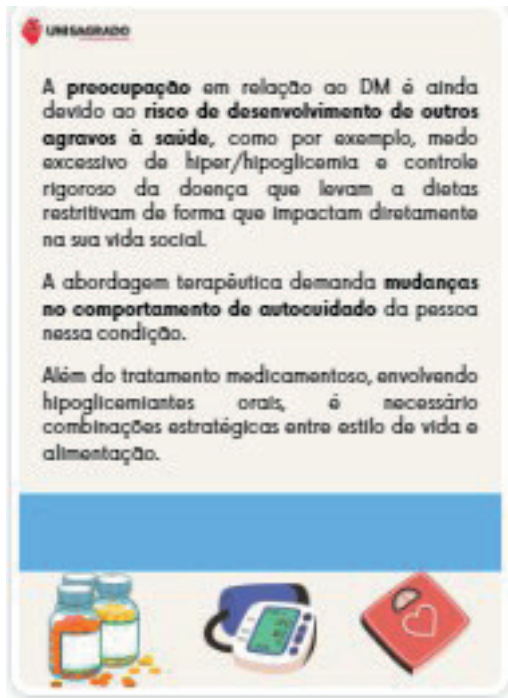 UNISAGRADO
A preocupação em relação ao DM é ainda
devido ao risco de desenvolvimento de outros
agravos à saúde, como por exemplo, medo
excessivo de hiper/hipoglicemia e controle
rigoroso da doença que levam a dietas
restritivam de forma que impactam diretamente
na sua vida social.
A abordagem terapêutica demanda mudanças
no comportamento de autocuidado da pessoa
nessa condição.
Além do tratamento medicamentoso, envolvendo
hipoglicemiantes orais, é necessário
combinações estratégicas entre estilo de vida e
alimentação.